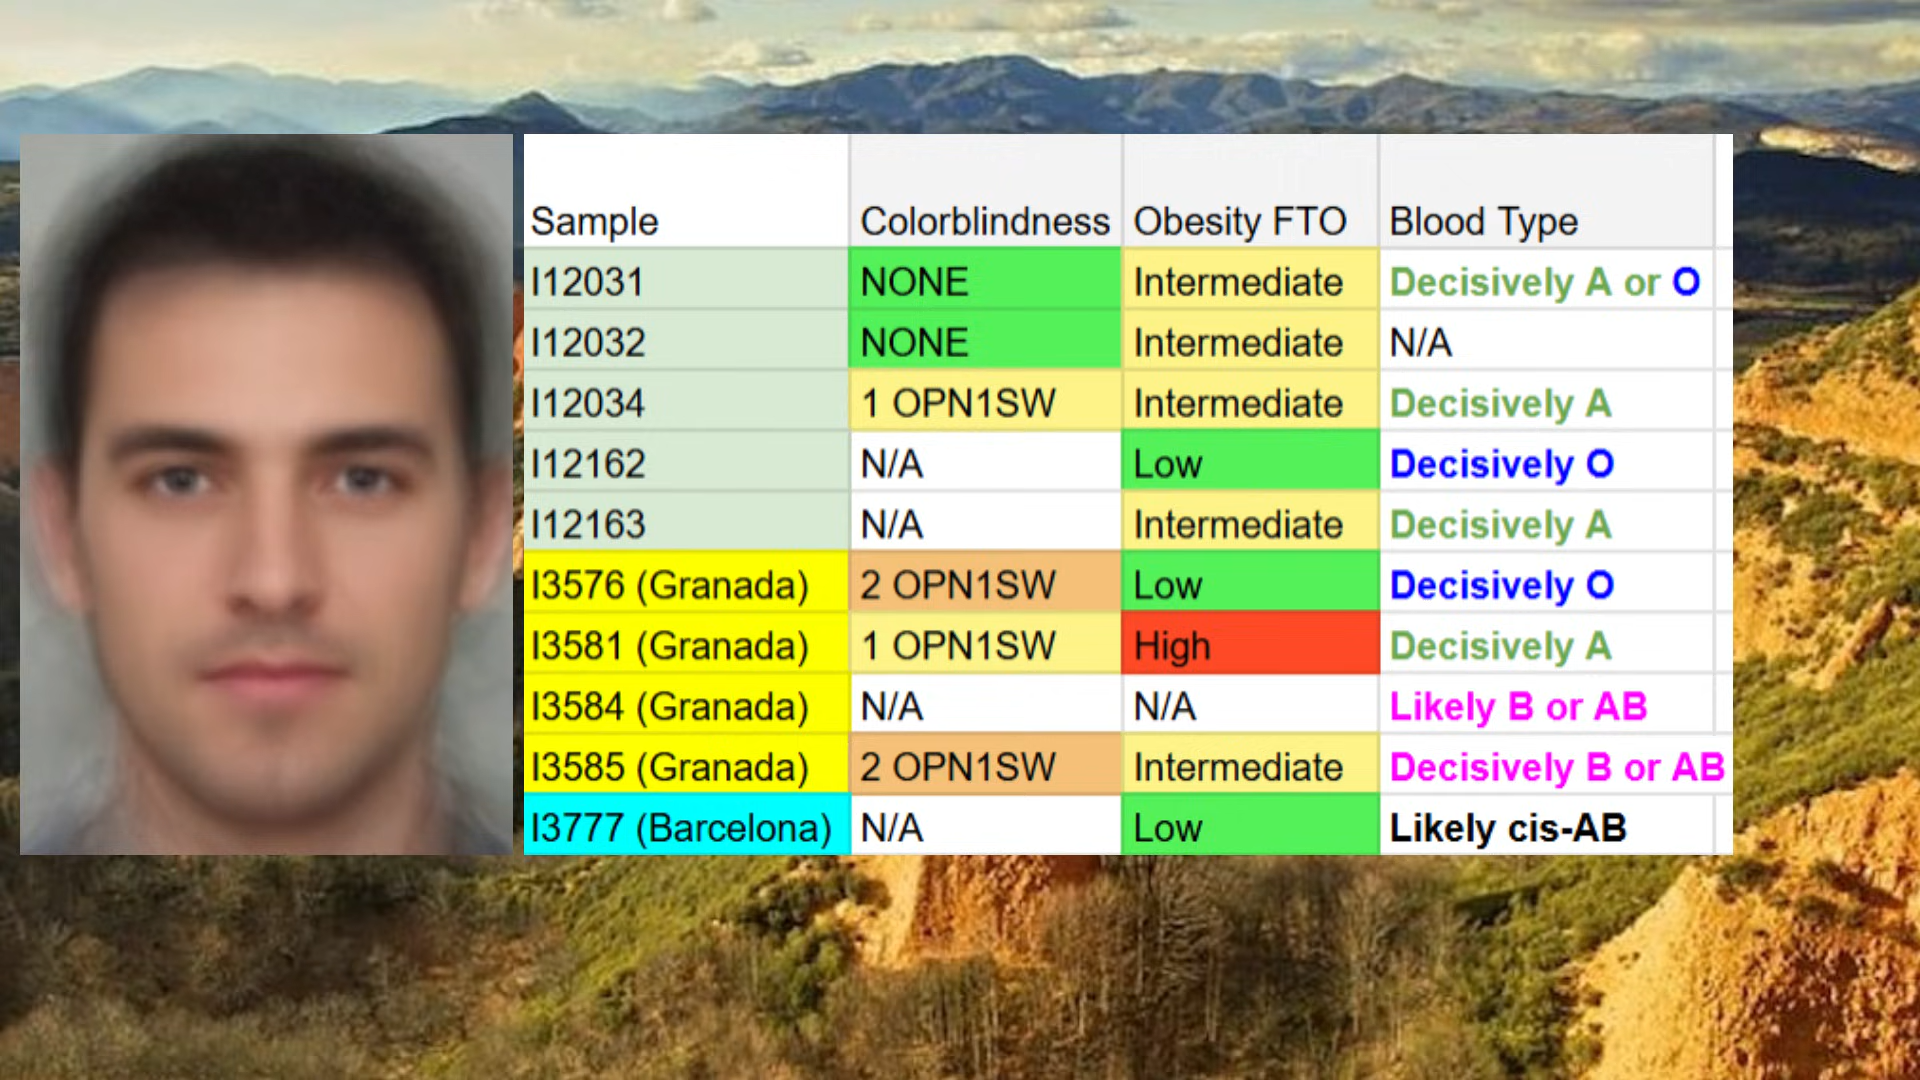 Sample Colorblindness Obesity FTO Blood Type
I12031 NONE Intermediate Decisively A or O
I12032 NONE Intermediate N/A
I12034 1 OPN1SW Intermediate Decisively A
I12162 N/A Low Decisively O
I12163 N/A Intermediate Decisively A
I3576 (Granada) 2 OPN1SW Low Decisively O
I3581 (Granada) 1 OPN1SW High Decisively A
I3584 (Granada) N/A N/A Likely B or AB
I3585 (Granada) 2 OPN1SW Intermediate Decisively B or AB
I3777 (Barcelona) N/A Low Likely cis-AB